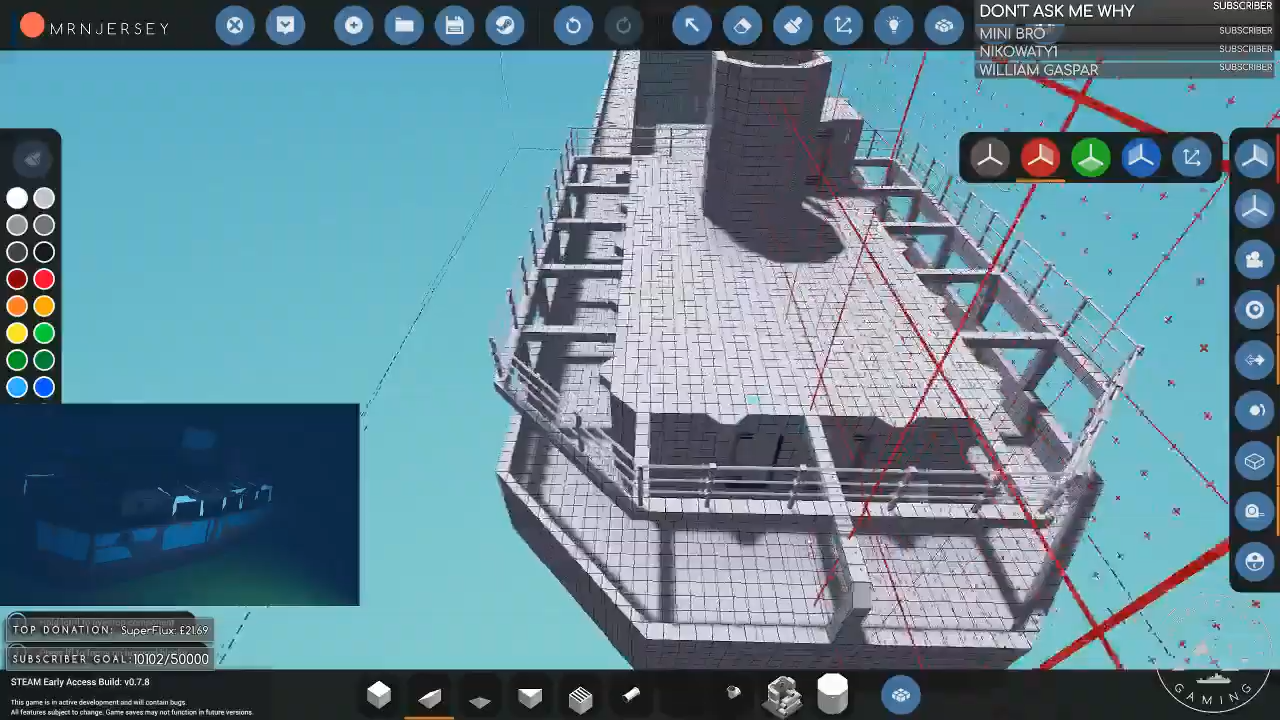 MRNJERSEY
DON'T ASK ME WHY SUBSCRIBER
MINI BRO SUBSCRIBER
NIKOWATY1 SUBSCRIBER
WILLIAM GASPAR SUBSCRIBER
TOP DONATION: SuperFlux: £21.69
SUBSCRIBER GOAL: 10102/50000
STEAM Early Access Build: v0.7.8
This game is in active development and will contain bugs.
All features subject to change. Game saves may not function in future versions.
GAMING